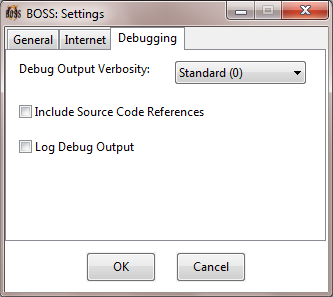 BOSS: Settings
General Internet Debugging
Debug Output Verbosity: Standard (0)
Include Source Code References
Log Debug Output
OK Cancel